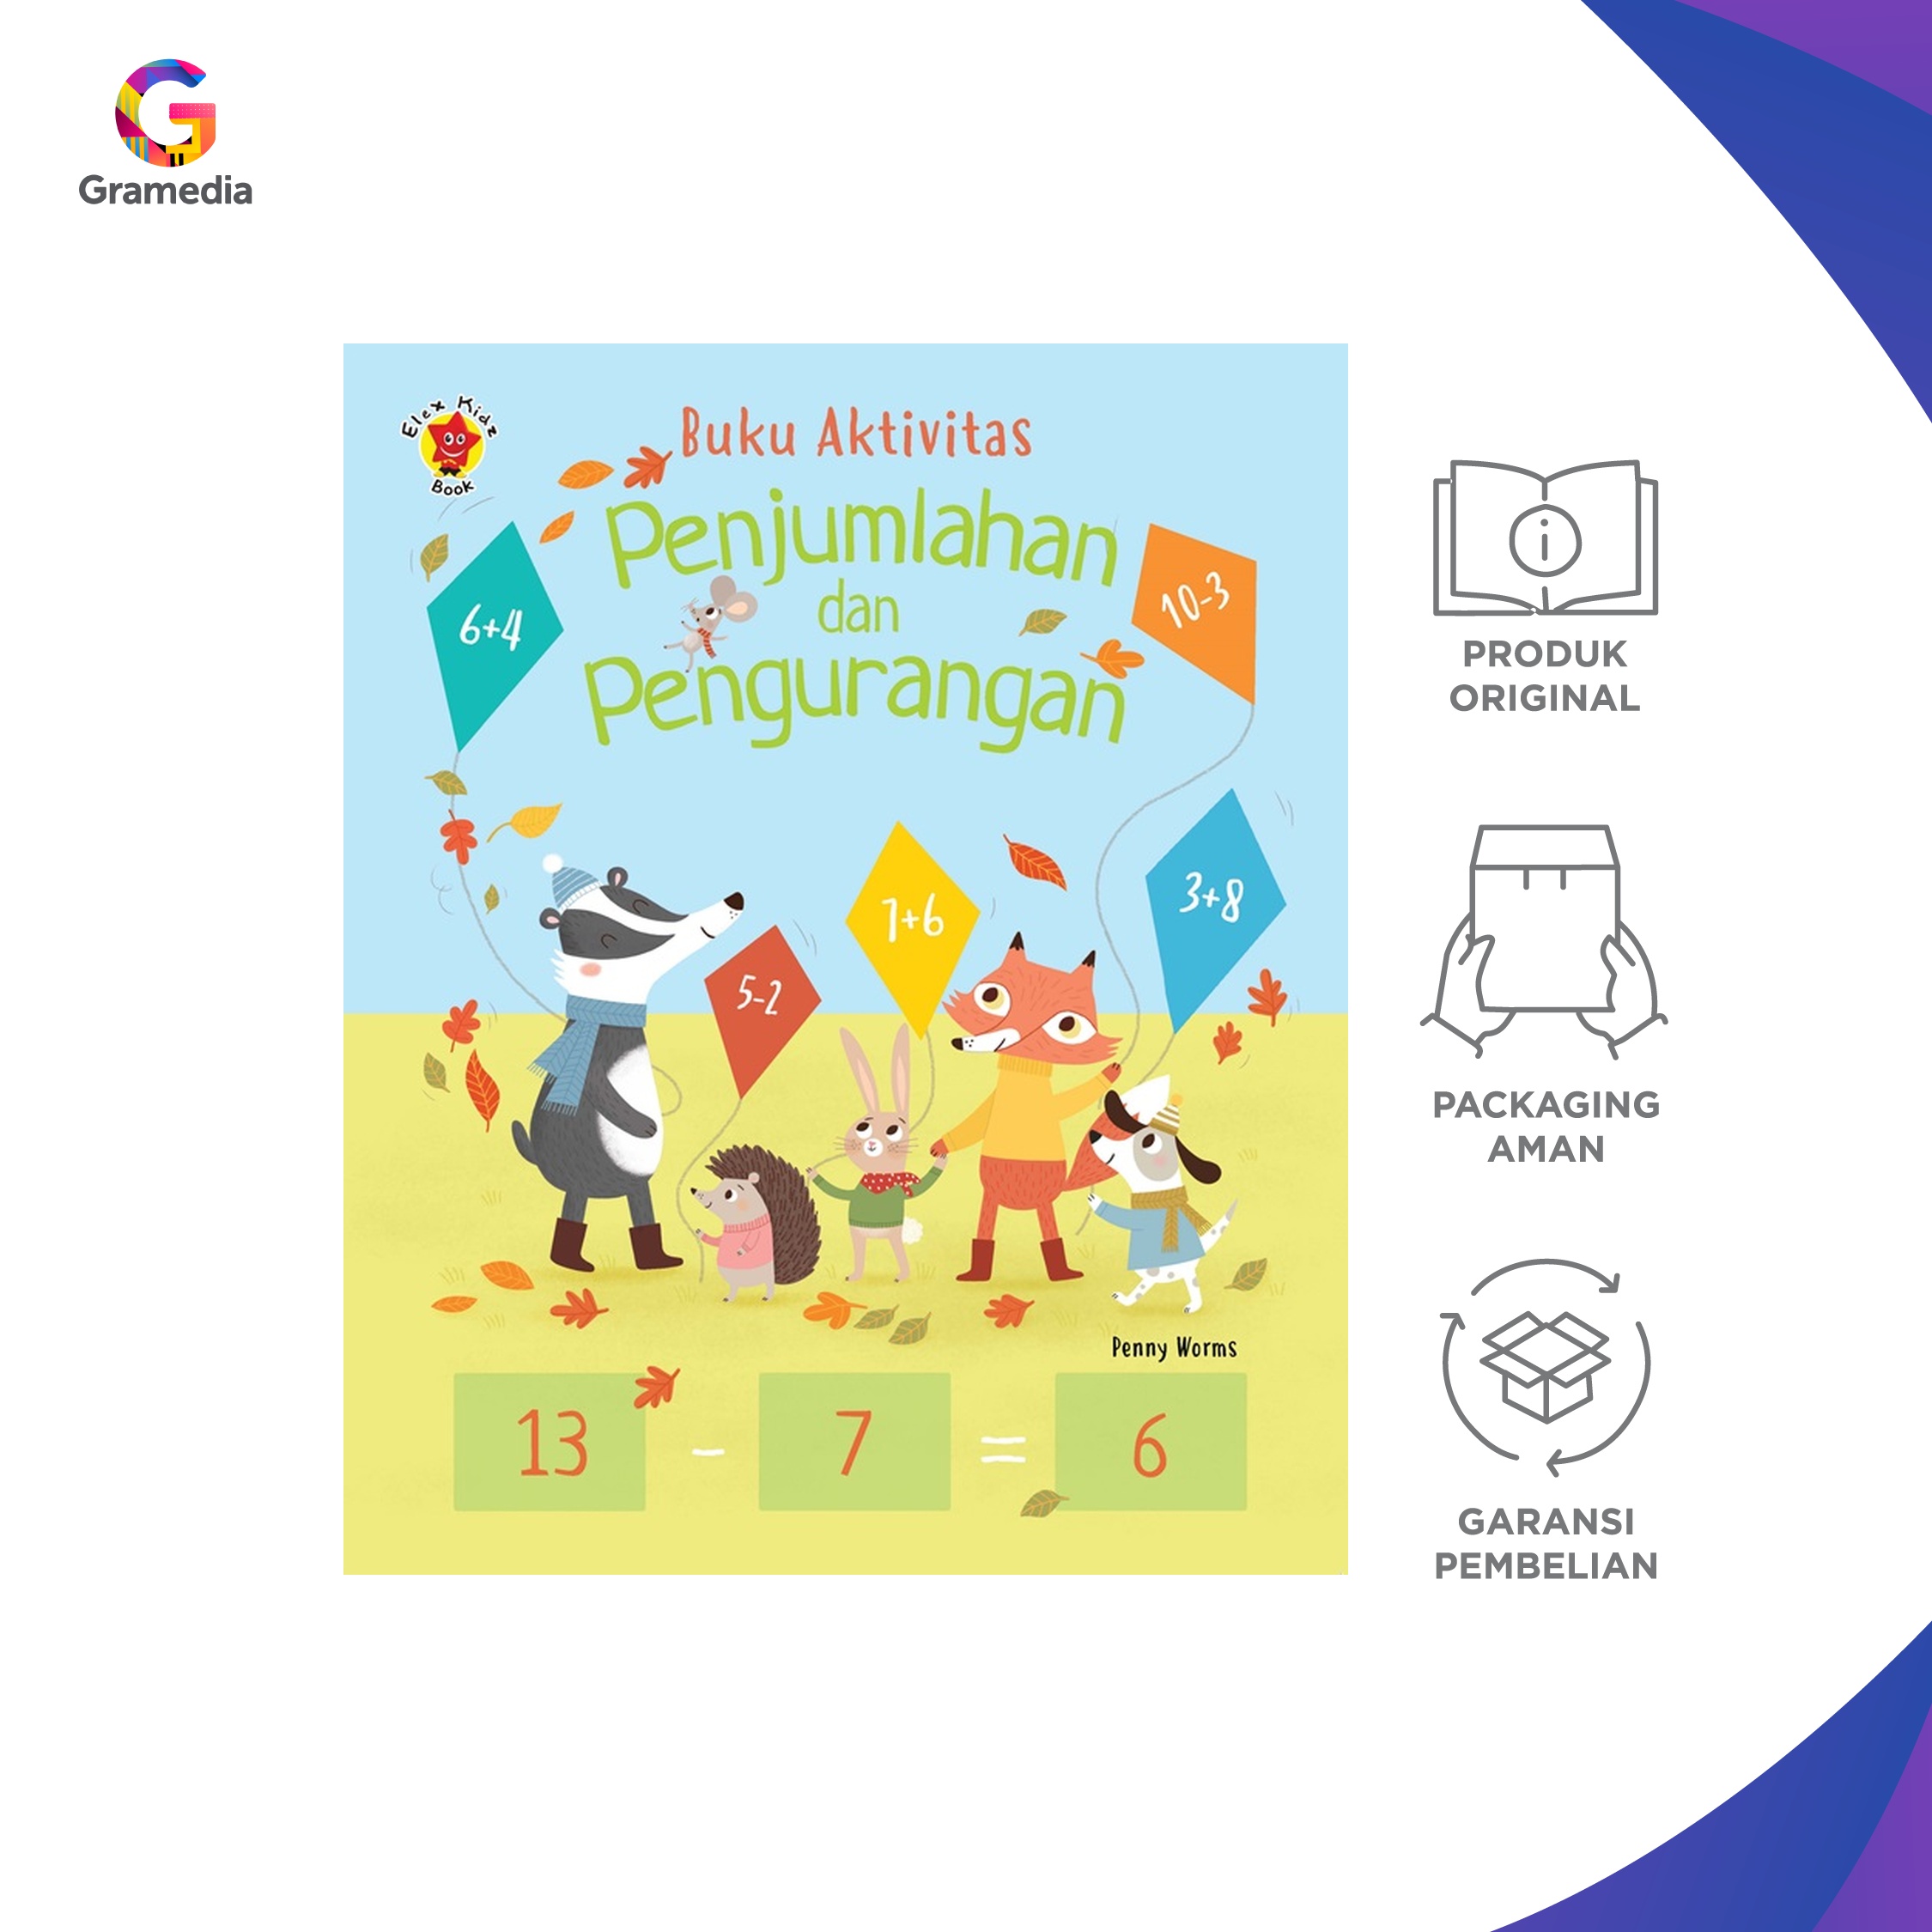 Gramedia
Elex Kidz
Book
Buku Aktivitas
Penjumlahan
dan
Pengurangan
6+4
10-3
7+6
3+8
5-2
Penny Worms
13 - 7 = 6
PRODUK
ORIGINAL
PACKAGING
AMAN
GARANSI
PEMBELIAN